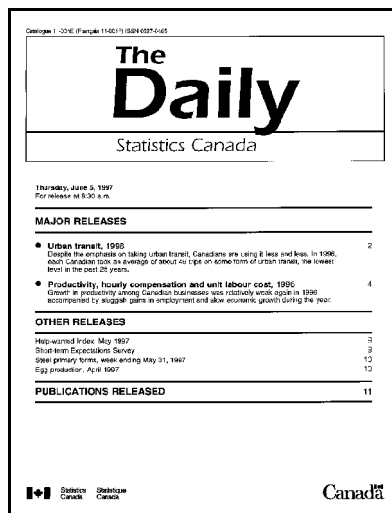 Catalogue 11-001E (Français 11-001F) ISSN 0827-0465
The
Daily
Statistics Canada
Thursday, June 5, 1997
For release at 8:30 a.m.
MAJOR RELEASES
● Urban transit, 1996 2
Despite the emphasis on taking urban transit, Canadians are using it less and less. In 1996,
each Canadian took an average of about 48 trips on some form of urban transit, the lowest
level in the past 25 years.
● Productivity, hourly compensation and unit labour cost, 1996 4
Growth in productivity among Canadian businesses was relatively weak again in 1996
accompanied by sluggish gains in employment and slow economic growth during the year.
OTHER RELEASES
Help-wanted Index, May 1997 9
Short-term Expectations Survey 9
Steel primary forms, week ending May 31, 1997 10
Egg production, April 1997 10
PUBLICATIONS RELEASED 11
Statistics Canada Statistique Canada
Canada